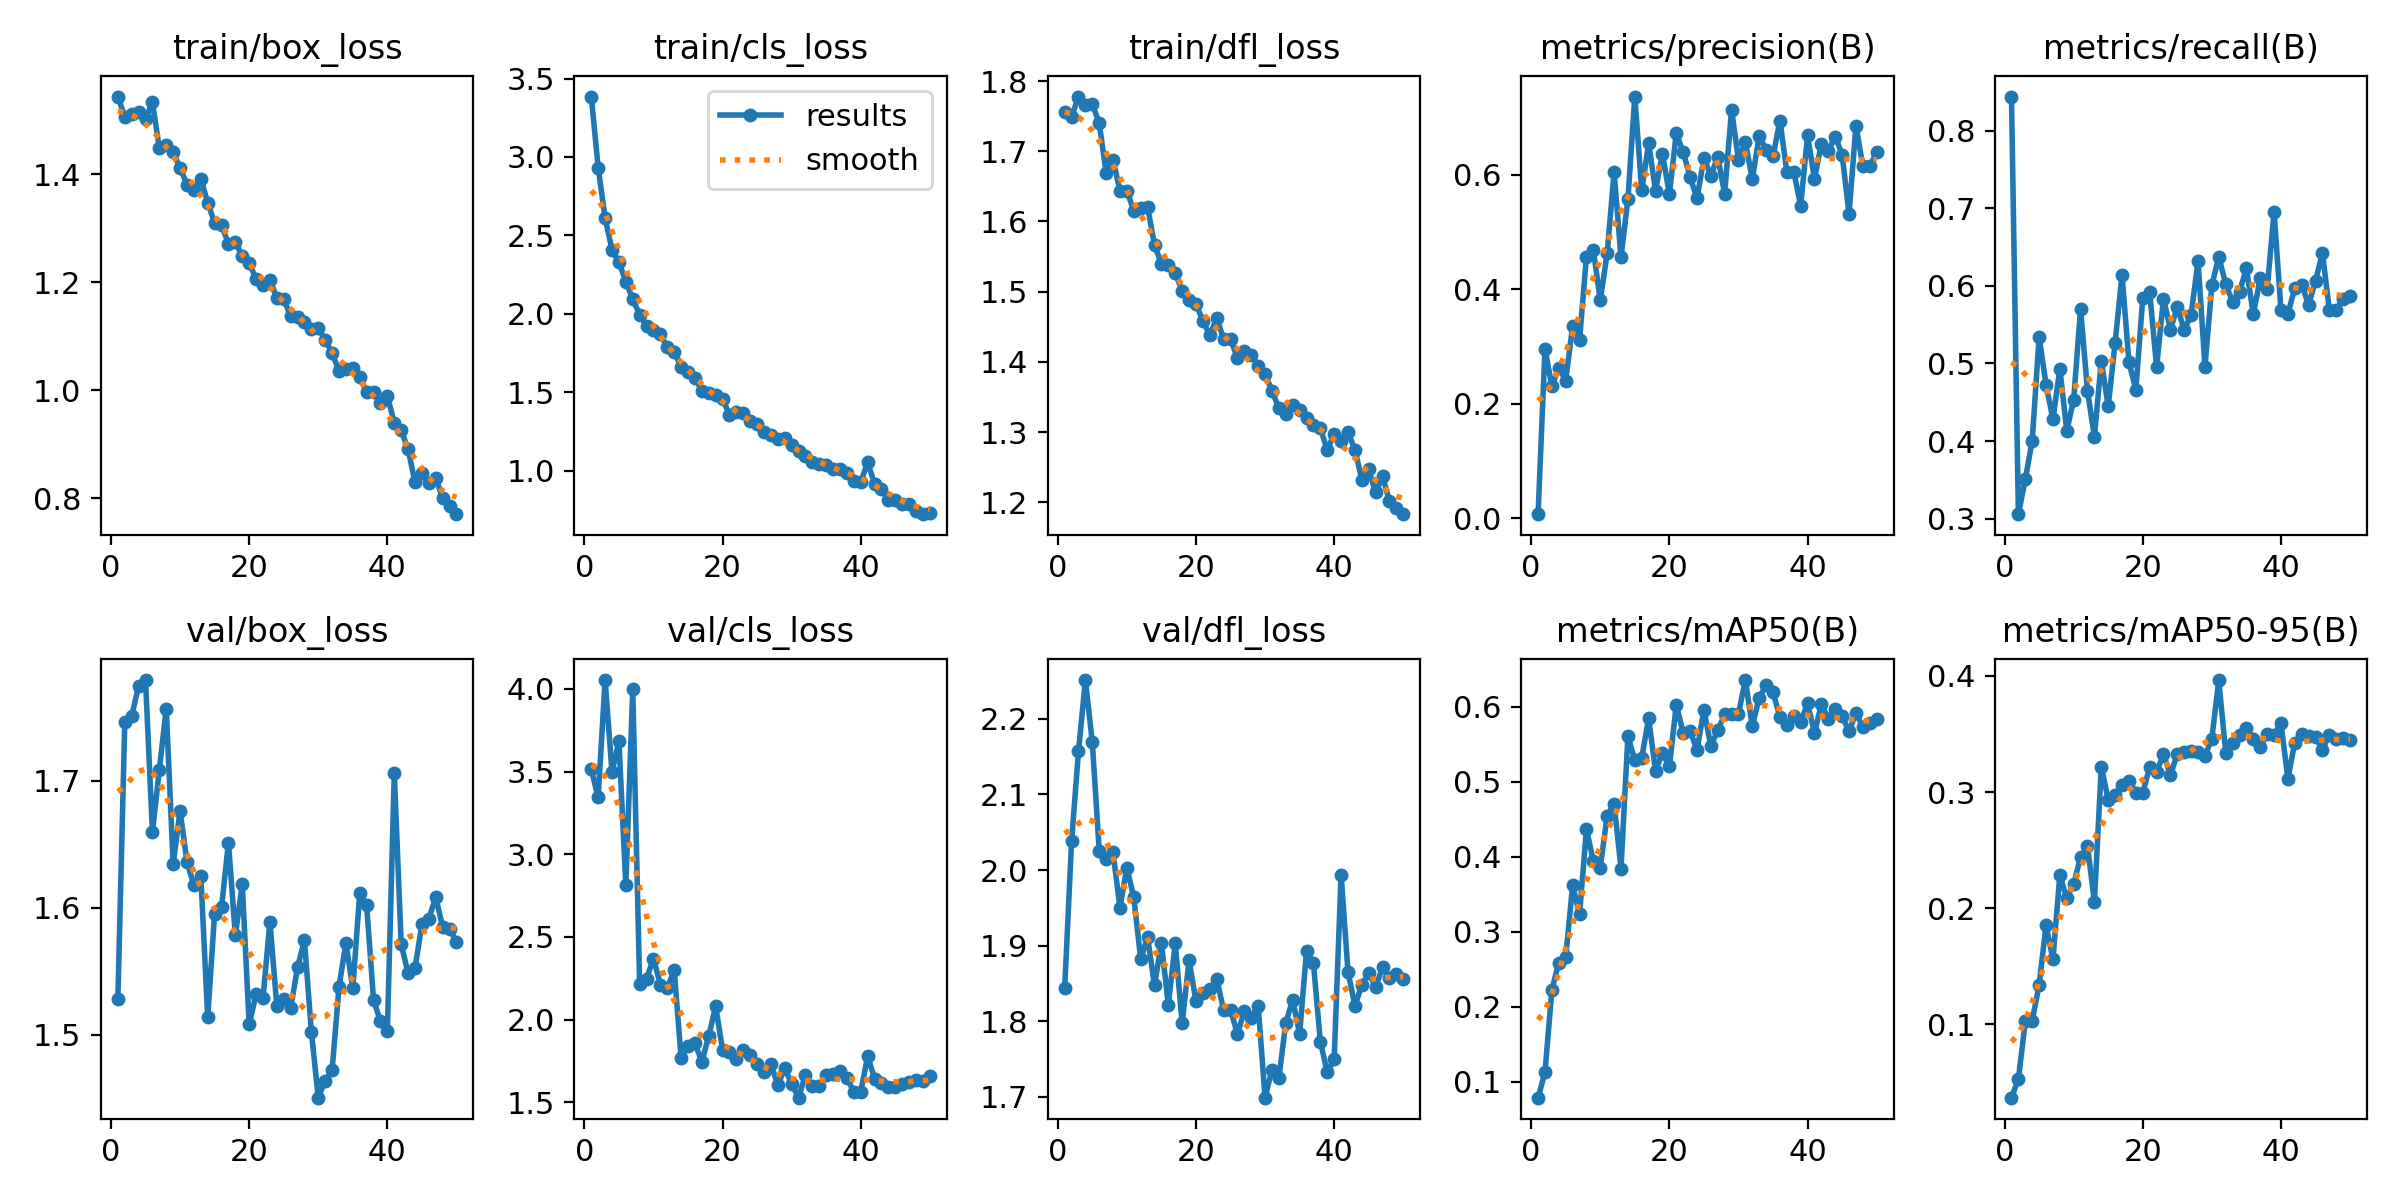 train/box_loss
1.4
1.2
1.0
0.8
0 20 40
train/cls_loss
3.5
3.0
2.5
2.0
1.5
1.0
results
smooth
0 20 40
train/dfl_loss
1.8
1.7
1.6
1.5
1.4
1.3
1.2
0 20 40
metrics/precision(B)
0.6
0.4
0.2
0.0
0 20 40
metrics/recall(B)
0.8
0.7
0.6
0.5
0.4
0.3
0 20 40
val/box_loss
1.7
1.6
1.5
0 20 40
val/cls_loss
4.0
3.5
3.0
2.5
2.0
1.5
0 20 40
val/dfl_loss
2.2
2.1
2.0
1.9
1.8
1.7
0 20 40
metrics/mAP50(B)
0.6
0.5
0.4
0.3
0.2
0.1
0 20 40
metrics/mAP50-95(B)
0.4
0.3
0.2
0.1
0 20 40